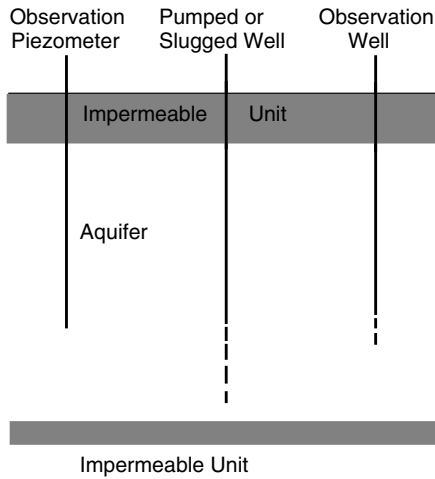 Observation
Piezometer
Pumped or
Slugged Well
Observation
Well
Impermeable Unit
Aquifer
Impermeable Unit